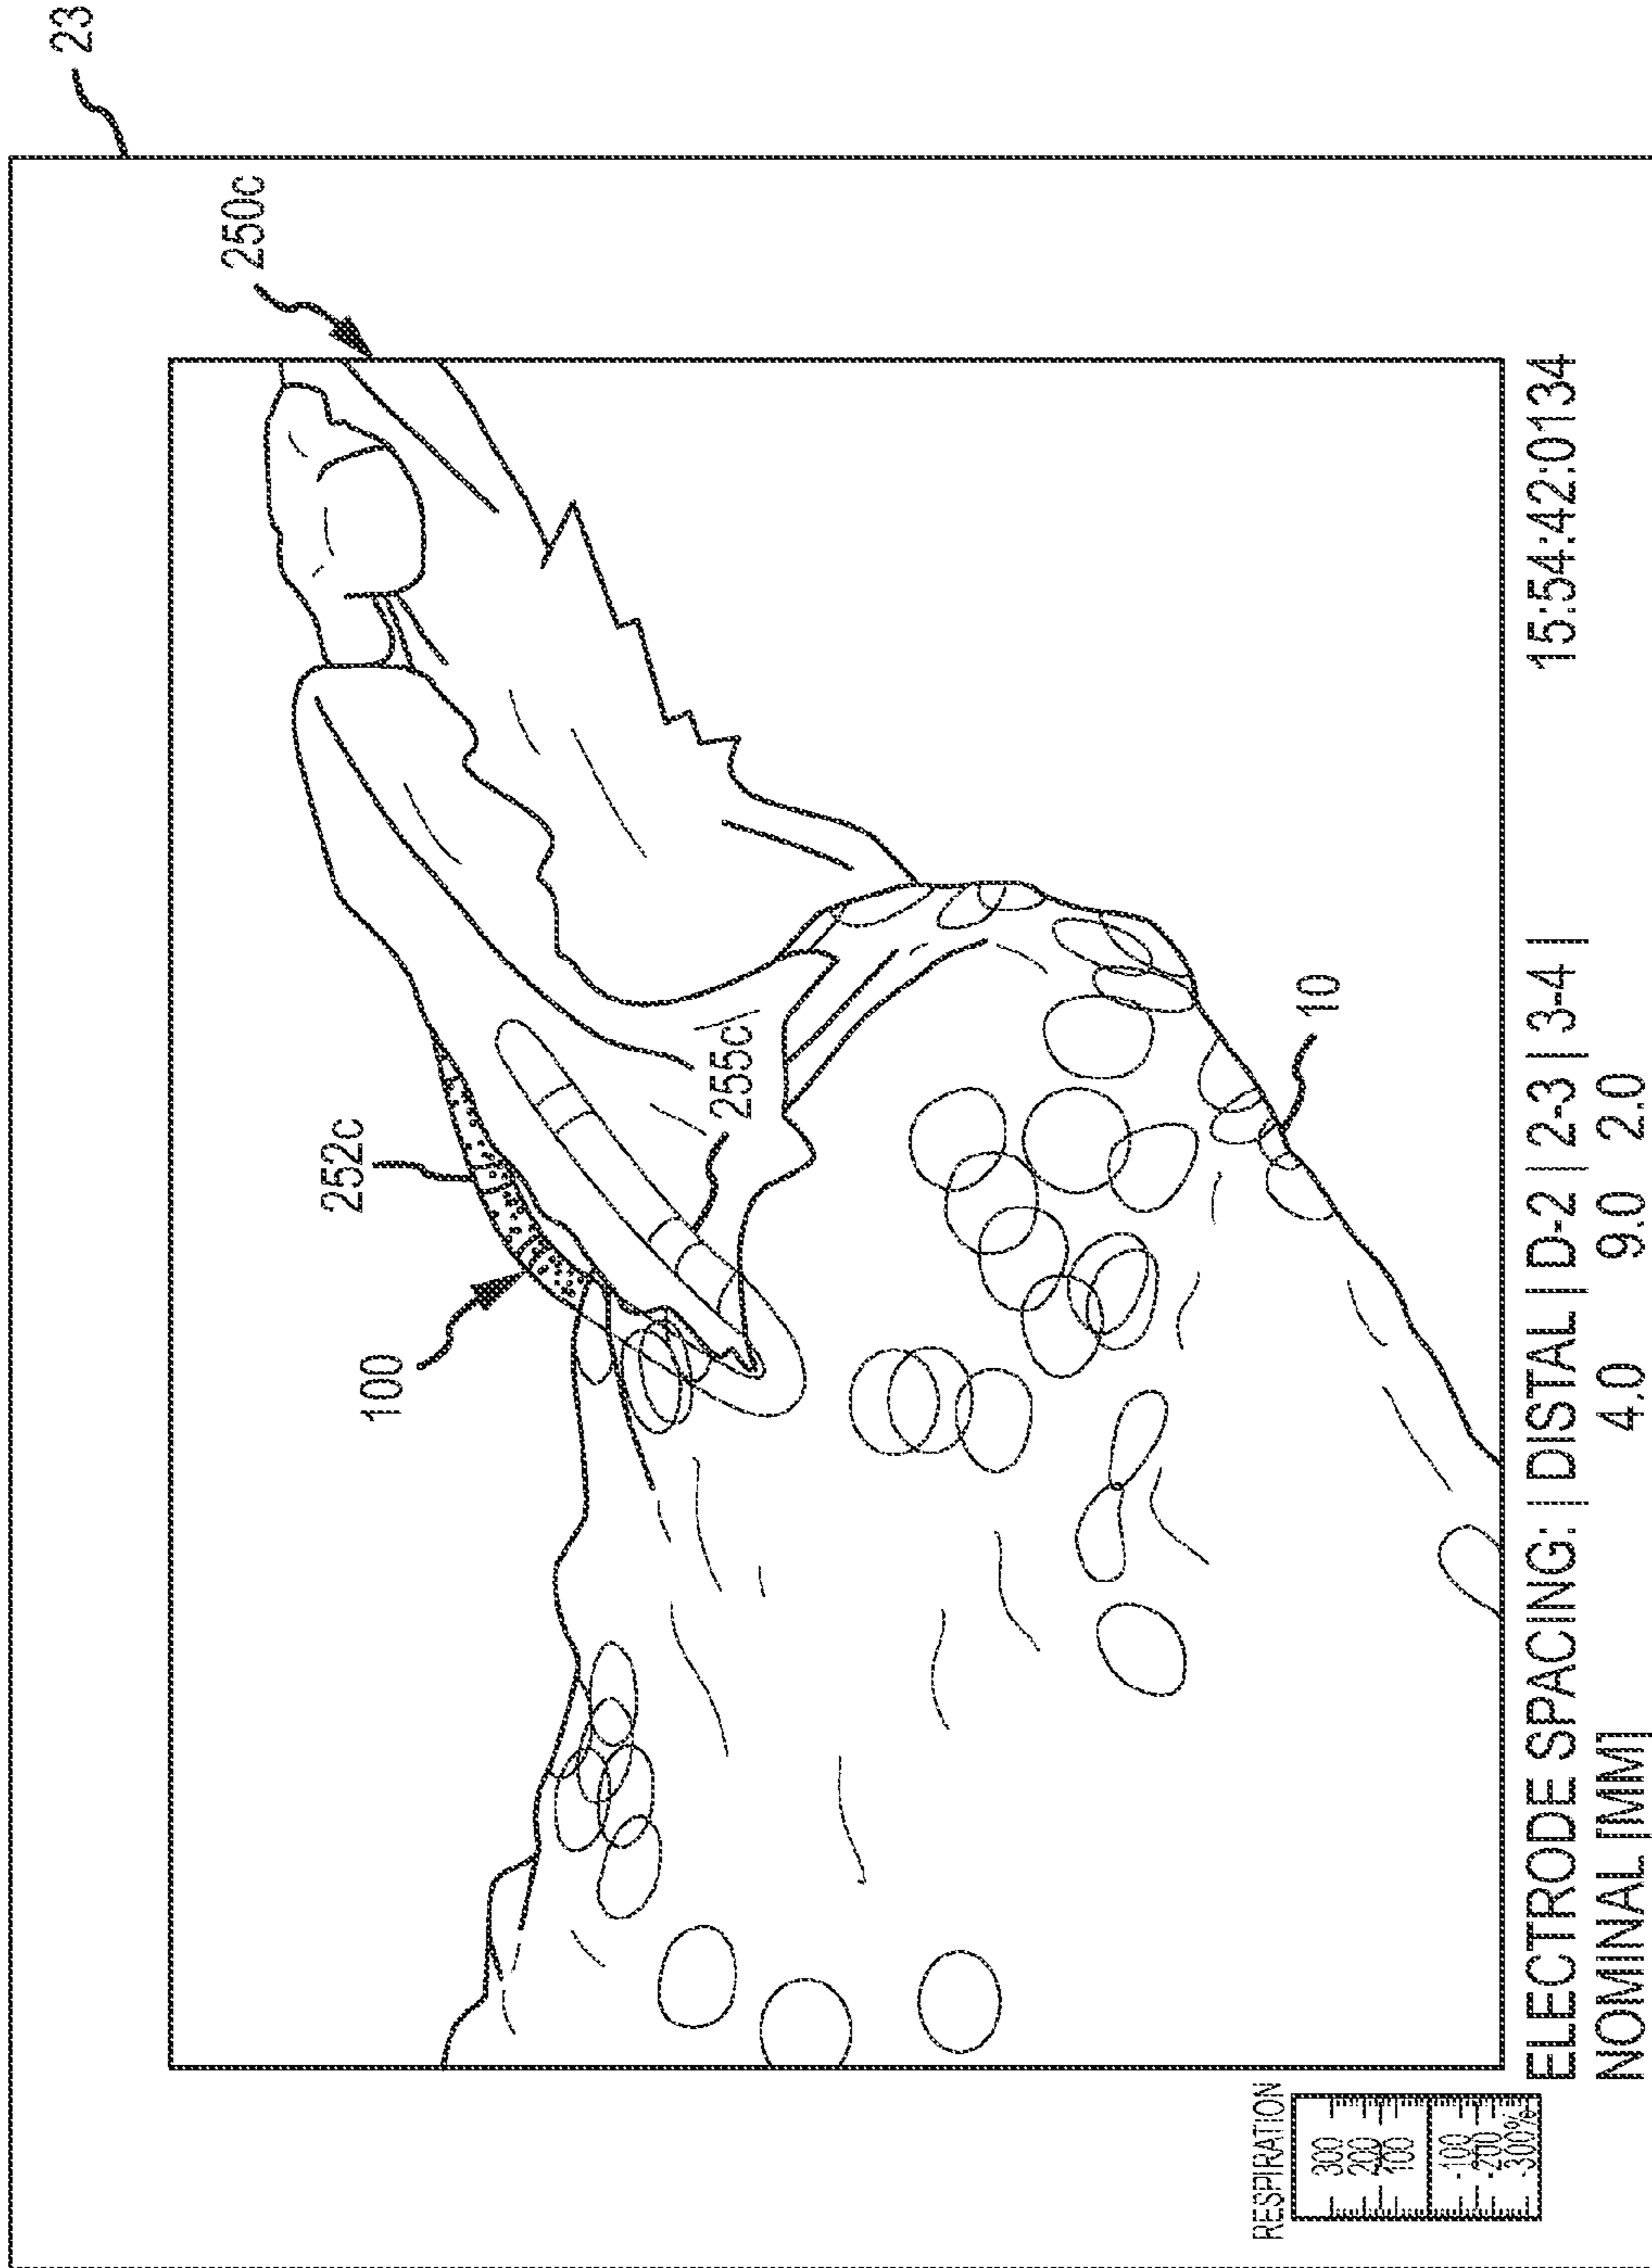 23
250c
252c
100
255c
10
RESPIRATION
300
200
100
-100
-200
-300%
15:54:42:0134
ELECTRODE SPACING: | DISTAL | D-2 | 2-3 | 3-4 |
NOMINAL [MM] 4.0 9.0 2.0